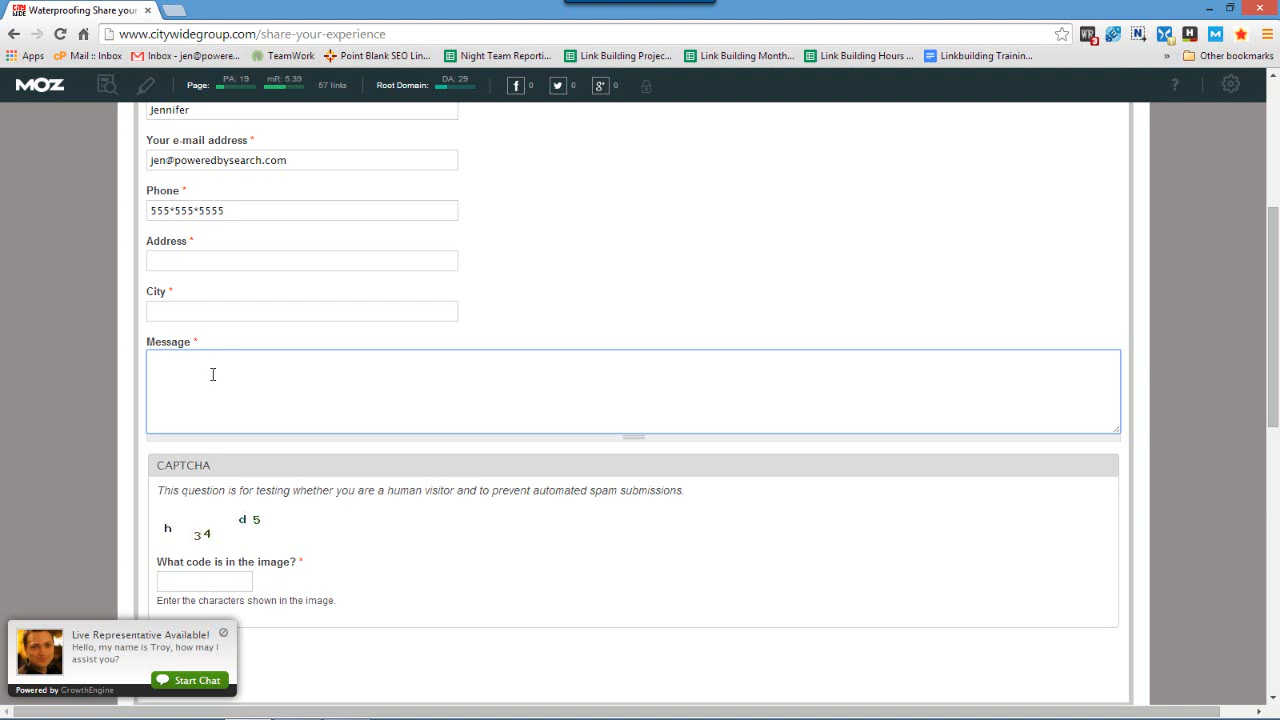 CITY WIDE
Waterproofing Share your
www.citywidegroup.com/share-your-experience
Apps
Mail :: Inbox
Inbox - jen@powere...
TeamWork
Point Blank SEO Lin...
Night Team Reporti...
Link Building Projec...
Link Building Month...
Link Building Hours ...
Linkbuilding Trainin...
»
Other bookmarks
MOZ
Page:
PA: 19
mR: 5.39
57 links
Root Domain:
DA: 29
0
0
0
?
Jennifer
Your e-mail address *
jen@poweredbysearch.com
Phone *
555*555*5555
Address *
City *
Message *
CAPTCHA
This question is for testing whether you are a human visitor and to prevent automated spam submissions.
h 34 d 5
What code is in the image? *
Enter the characters shown in the image.
Live Representative Available!
Hello, my name is Troy, how may I
assist you?
Start Chat
Powered by GrowthEngine